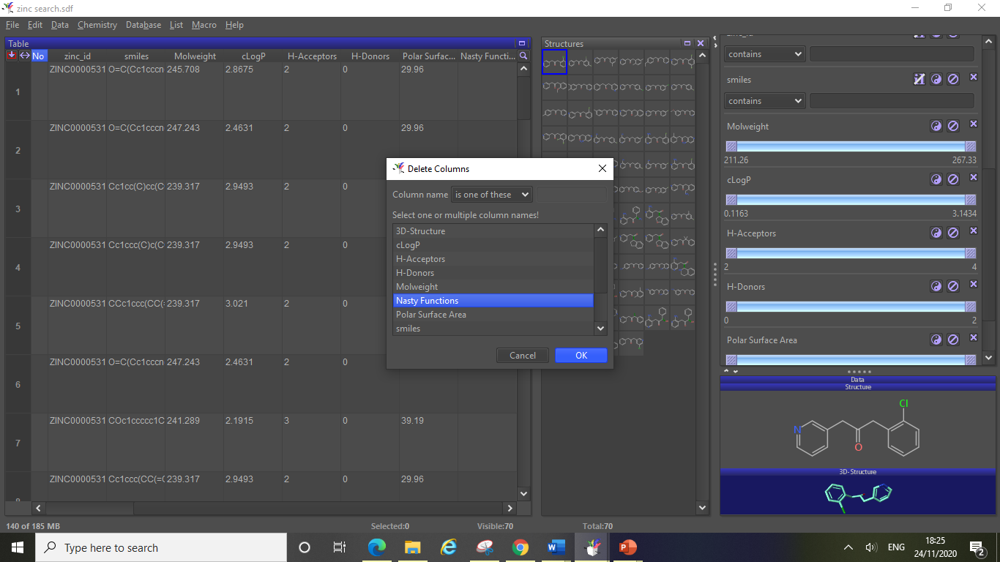 zinc search.sdf
File Edit Data Chemistry Database List Macro Help
Table
No zinc_id smiles Molweight cLogP H-Acceptors H-Donors Polar Surfac... Nasty Functi...
1 ZINC0000531 O=C(Cc1cccn 245.708 2.8675 2 0 29.96
2 ZINC0000531 O=C(Cc1cccn 247.243 2.4631 2 0 29.96
3 ZINC0000531 Cc1cc(C)cc(C 239.317 2.9493 2 0
4 ZINC0000531 Cc1ccc(C)c(C 239.317 2.9493 2 0
5 ZINC0000531 CCc1ccc(CC(= 239.317 3.021 2 0
6 ZINC0000531 O=C(Cc1cccn 247.243 2.4631 2 0
7 ZINC0000531 COc1ccccc1C 241.289 2.1915 3 0 39.19
8 ZINC0000531 Cc1ccc(CC(=C 239.317 2.9493 2 0 29.96
Structures
Delete Columns
Column name is one of these
Select one or multiple column names!
3D-Structure
cLogP
H-Acceptors
H-Donors
Molweight
Nasty Functions
Polar Surface Area
smiles
Cancel OK
zinc_id
contains
smiles
contains
Molweight
211.26 267.33
cLogP
0.1163 3.1434
H-Acceptors
2 4
H-Donors
0 2
Polar Surface Area
Data
Structure
Cl
N
O
3D-Structure
140 of 185 MB Selected:0 Visible:70 Total:70
Type here to search
ENG
18:25
24/11/2020
2